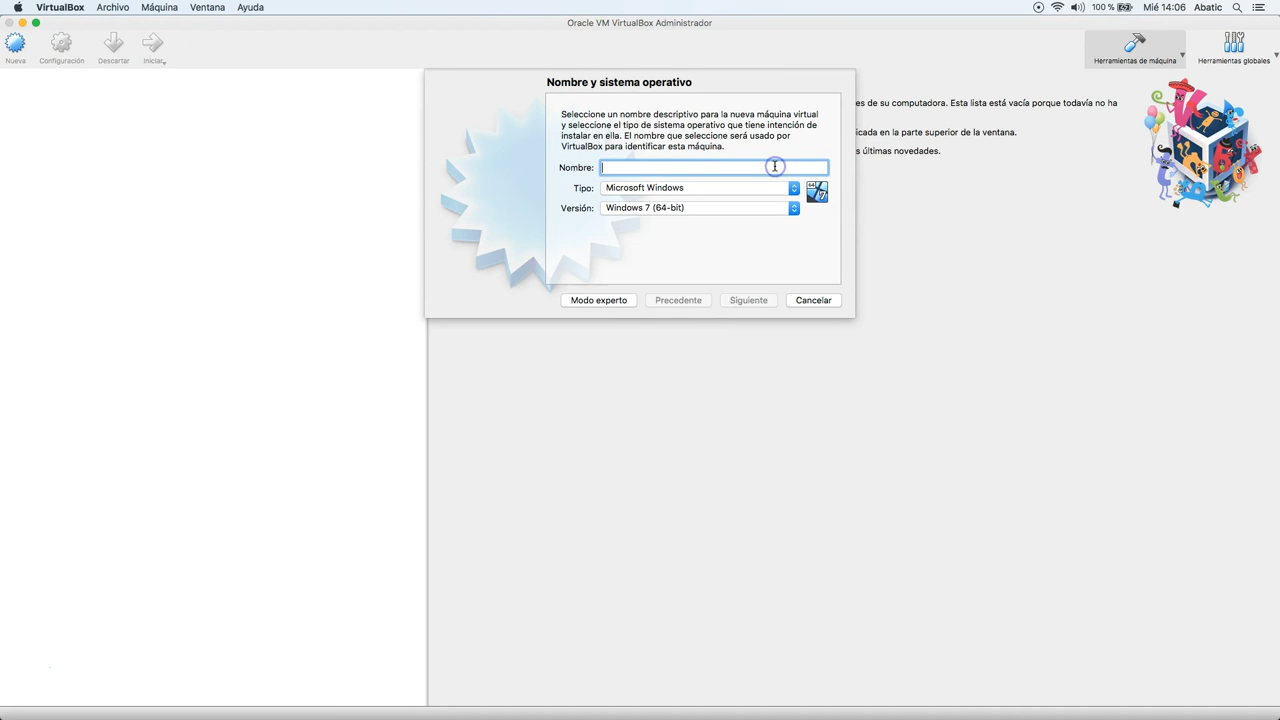 VirtualBox Archivo Máquina Ventana Ayuda 100 % Mié 14:06 Abatic
Oracle VM VirtualBox Administrador
Nueva Configuración Descartar Iniciar Herramientas de máquina Herramientas globales
Nombre y sistema operativo
Seleccione un nombre descriptivo para la nueva máquina virtual
y seleccione el tipo de sistema operativo que tiene intención de
instalar en ella. El nombre que seleccione será usado por
VirtualBox para identificar esta máquina.
es de su computadora. Esta lista está vacía porque todavía no ha
icada en la parte superior de la ventana.
s últimas novedades.
Nombre:
Tipo: Microsoft Windows
64
7
Versión: Windows 7 (64-bit)
Modo experto Precedente Siguiente Cancelar